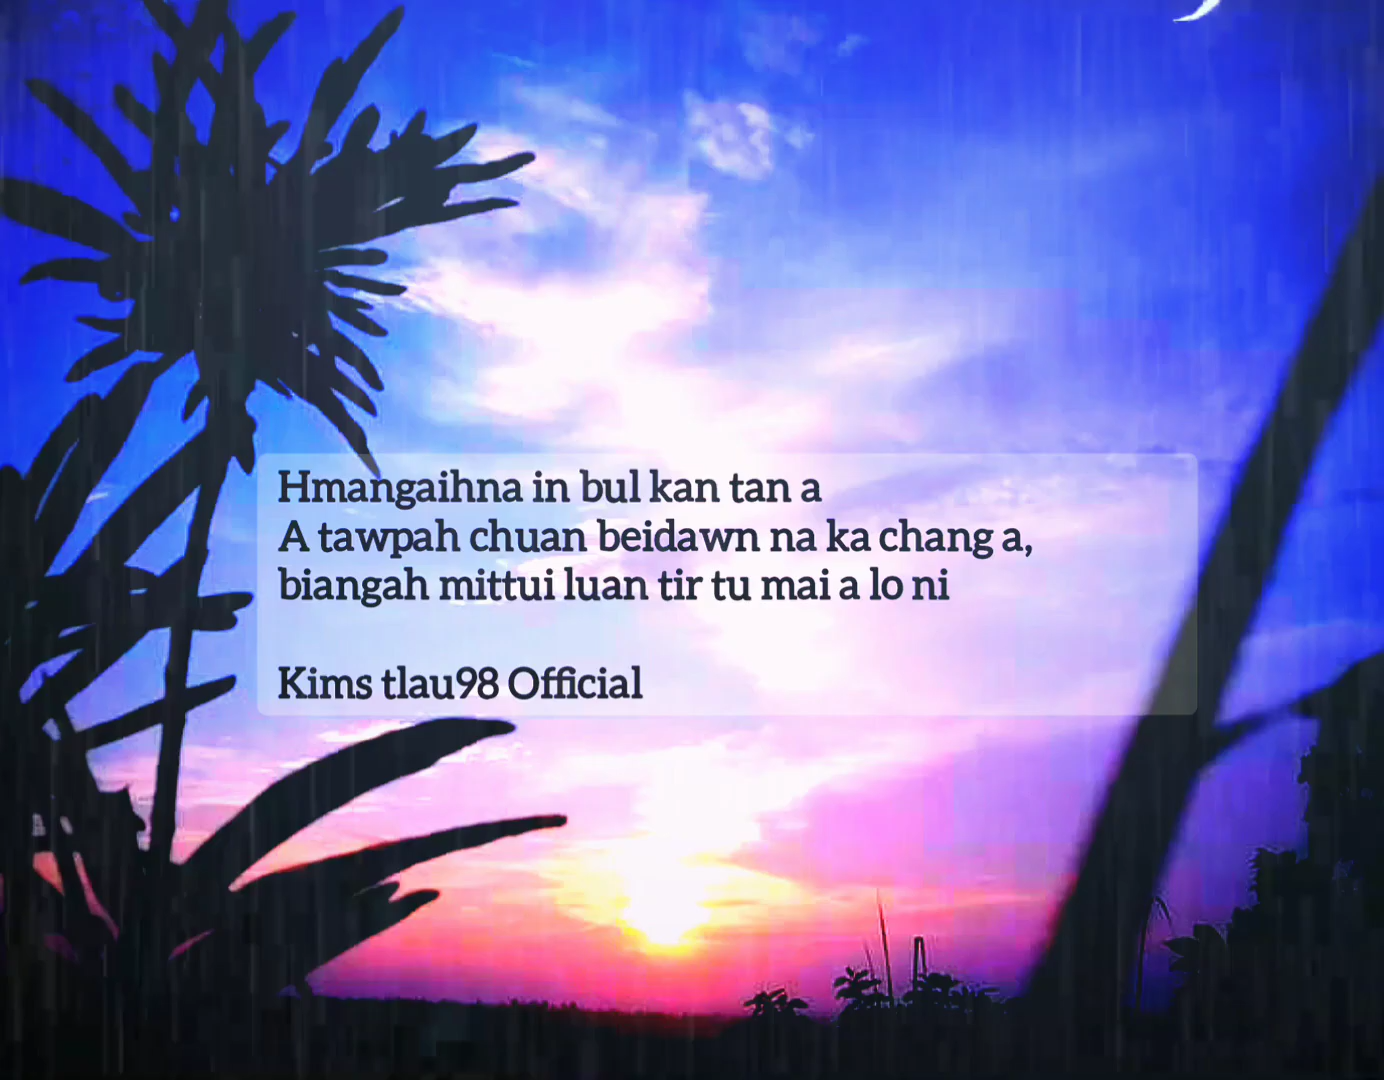 Hmangaihna in bul kan tan a
A tawpah chuan beidawn na ka chang a,
biangah mittui luan tir tu mai a lo ni
Kims tlau98 Official